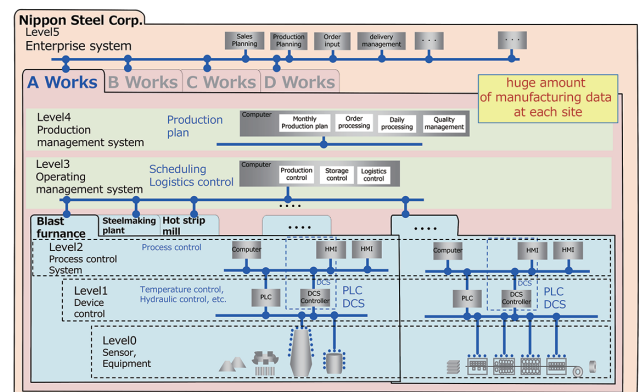 Nippon Steel Corp.
Level5
Enterprise system
Sales
Planning
Production
Planning
Order
input
delivery
management
. . .
. . .
A Works
B Works
C Works
D Works
huge amount
of manufacturing data
at each site
Level4
Production
management system
Production
plan
Computer
Monthly
Production plan
Order
processing
Daily
processing
Quality
management
Level3
Operating
management system
Scheduling
Logistics control
Computer
Production
control
Storage
control
Logistics
control
....
Blast
furnance
Steelmaking
plant
Hot strip
mill
....
....
Level2
Process control
System
Process control
Computer
HMI
HMI
Computer
HMI
HMI
Level1
Device
control
Temperature control,
Hydraulic control, etc.
PLC
DCS
DCS
Controller
PLC
DCS
PLC
DCS
DCS
Controller
PLC
DCS
Level0
Sensor,
Equipment